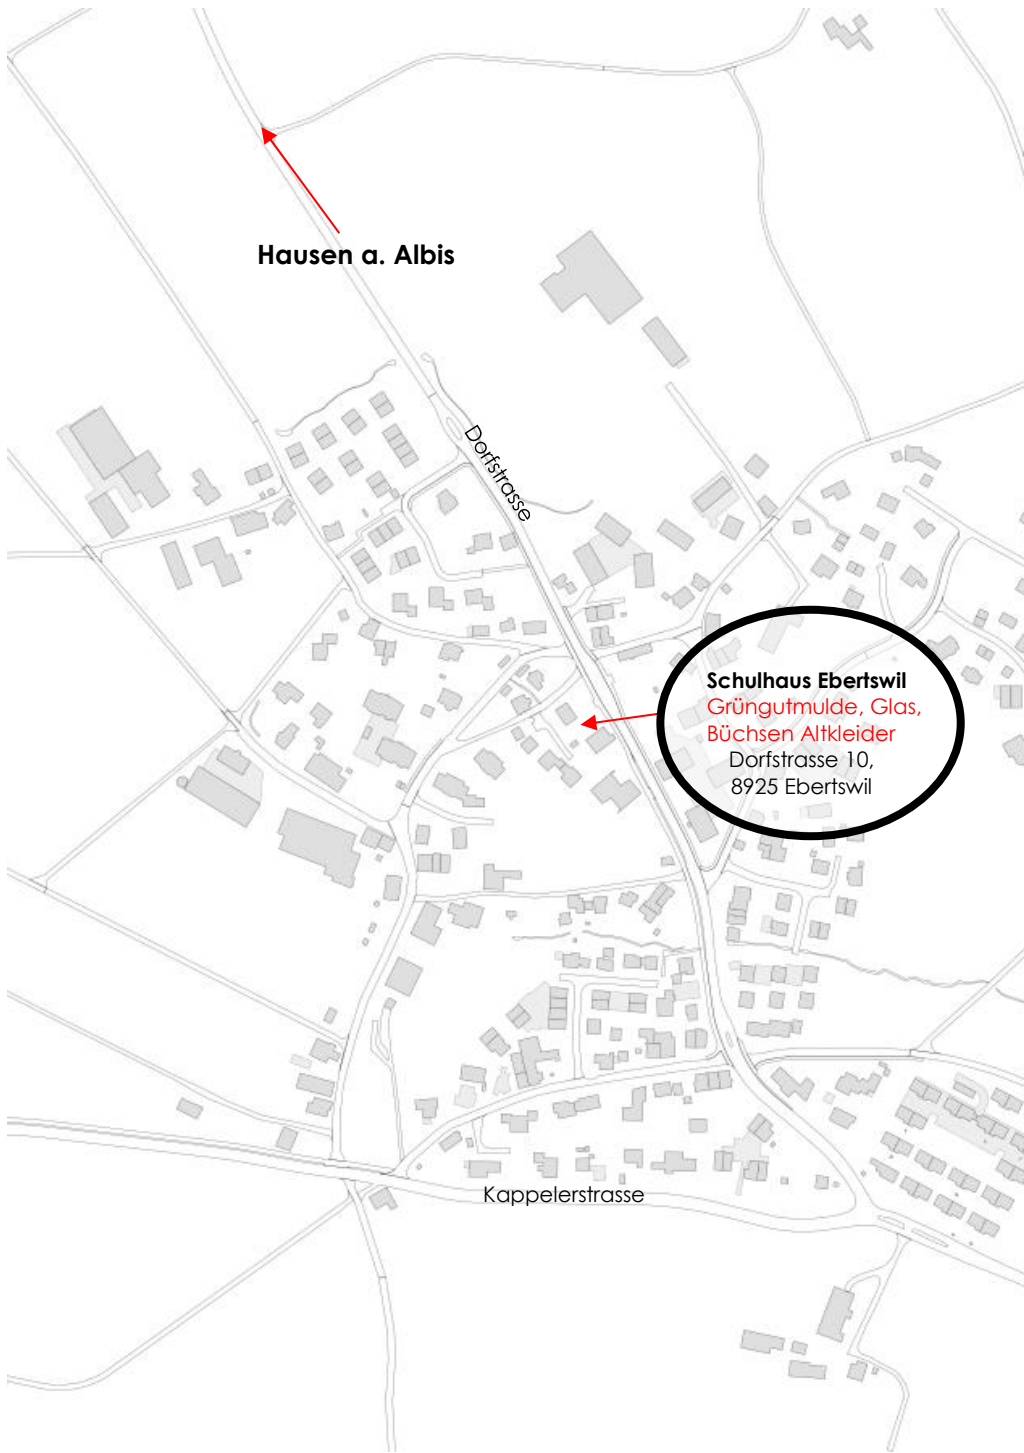 Hausen a. Albis
Dorfstrasse
Schulhaus Ebertswil
Grüngutmulde, Glas,
Büchsen Altkleider
Dorfstrasse 10,
8925 Ebertswil
Kappelerstrasse